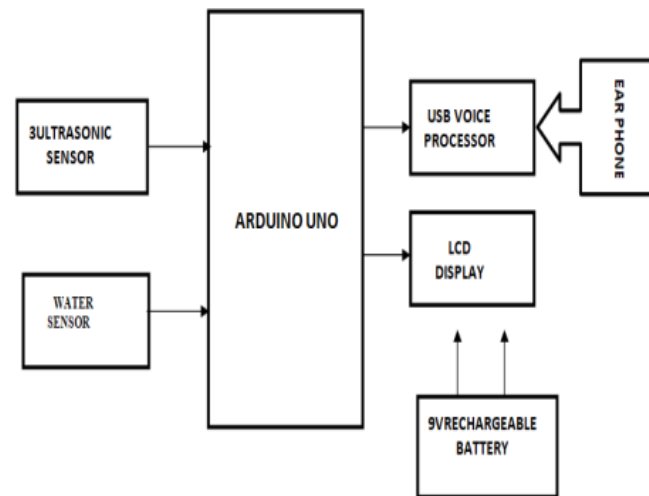 3ULTRASONIC
SENSOR
WATER
SENSOR
ARDUINO UNO
USB VOICE
PROCESSOR
EAR PHONE
LCD
DISPLAY
9VRECHARGEABLE
BATTERY